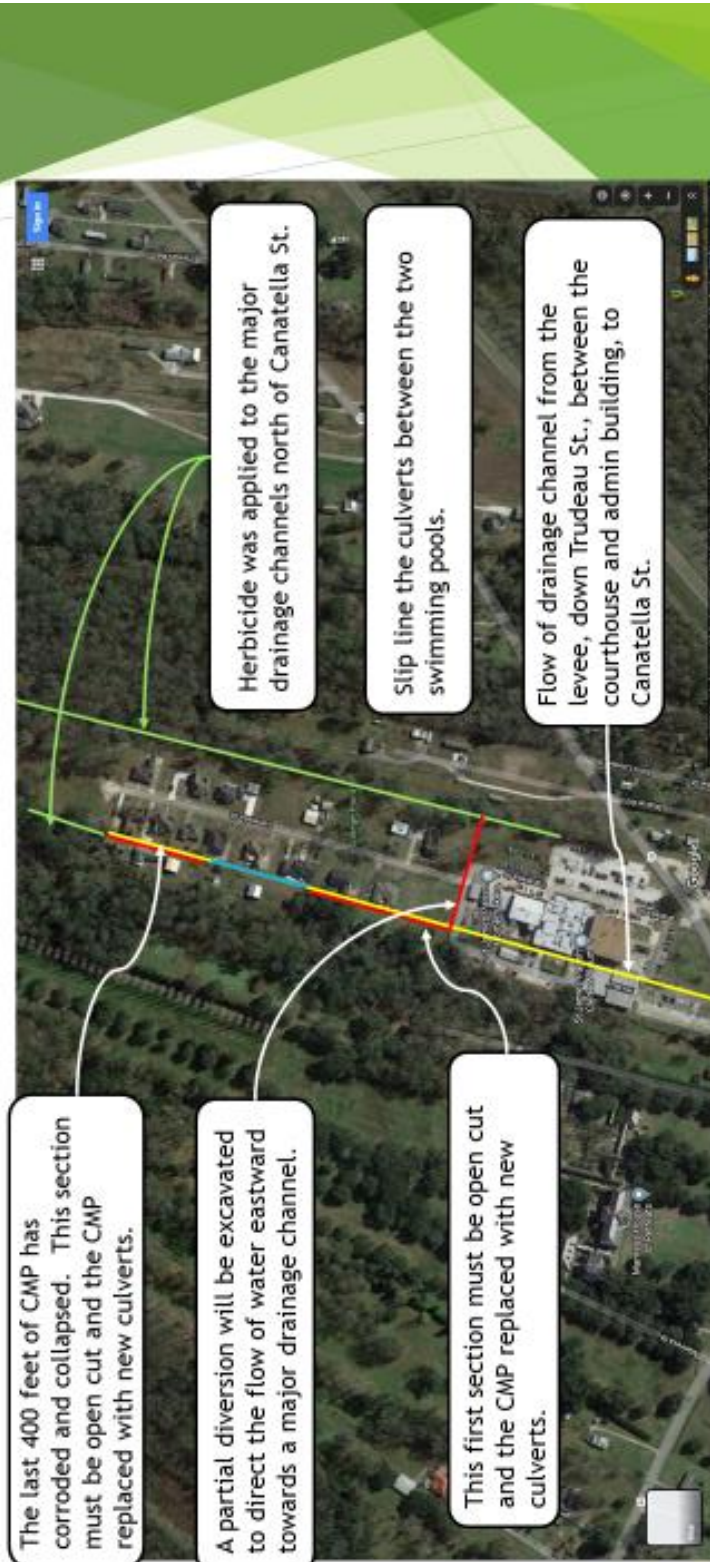 The last 400 feet of CMP has
corroded and collapsed.  This section
must be open cut and the CMP
replaced with new culverts.
A partial diversion will be excavated
to direct the flow of water eastward
towards a major drainage channel.
This first section must be open cut
and the CMP replaced with new
culverts.
Sign in
Herbicide was applied to the major
drainage channels north of Canatella St.
Slip line the culverts between the two
swimming pools.
Flow of drainage channel from the
levee, down Trudeau St., between the
courthouse and admin building, to
Canatella St.
Google